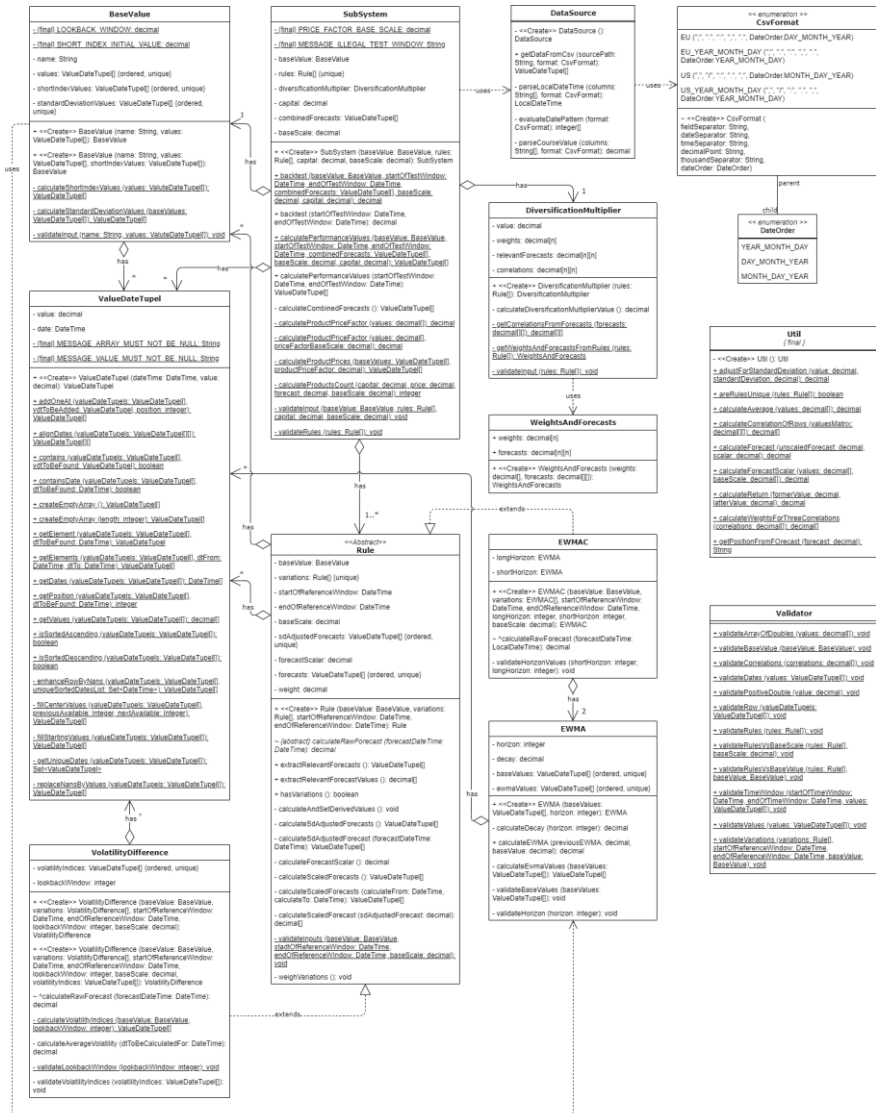 BaseValue
- {final} LOOKBACK_WINDOW: decimal
- {final} SHORT_INDEX_INITIAL_VALUE: decimal
- name: String
- values: ValueDateTupel[] {ordered, unique}
- shortIndexValues: ValueDateTupel[] {ordered, unique}
- standardDeviationValues: ValueDateTupel[] {ordered,
unique}
+ <<Create>> BaseValue (name: String, values:
ValueDateTupel[]): BaseValue
+ <<Create>> BaseValue (name: String, values:
ValueDateTupel[], shortIndexValues: ValueDateTupel[]):
BaseValue
- calculateShortIndexValues (values: ValuteDateTupel[]):
ValueDateTupel[]
- calculateStandardDeviationValues (baseValues:
ValueDateTupel[]): ValueDateTupel[]
- validateInput (name: String, values: ValuteDateTupel[]): void
has
*
uses
ValueDateTupel
- value: decimal
- date: DateTime
- {final} MESSAGE_ARRAY_MUST_NOT_BE_NULL: String
- {final} MESSAGE_VALUE_MUST_NOT_BE_NULL: String
+ <<Create>> ValueDateTupel (dateTime: DateTime, value:
decimal): ValueDateTupel
+ addOneAt (valueDateTupels: ValueDateTupel[],
vdtToBeAdded: ValueDateTupel, position: integer):
ValueDateTupel[]
+ alignDates (valueDateTupels: ValueDateTupel[][]):
ValueDateTupel[][]
+ contains (valueDateTupels: ValueDateTupel[],
vdtToBeFound: ValueDateTupel): boolean
+ containsDate (valueDateTupels: ValueDateTupel[],
dtToBeFound: DateTime): boolean
+ createEmptyArray (): ValueDateTupel[]
+ createEmptyArray (length: integer): ValueDateTupel[]
+ getElement (valueDateTupels: ValueDateTupel[],
dtToBeFound: DateTime): ValueDateTupel
+ getElements (valueDateTupels: ValueDateTupel[], dtFrom:
DateTime, dtTo: DateTime): ValueDateTupel[]
+ getDates (valueDateTupels: ValueDateTupel[]): DateTime[]
+ getPosition (valueDateTupels: ValueDateTupel[],
dtToBeFound: DateTime): integer
+ getValues (valueDateTupels: ValueDateTupel[]): decimal[]
+ isSortedAscending (valueDateTupels: ValueDateTupel[]):
boolean
+ isSortedDescending (valueDateTupels: ValueDateTupel[]):
boolean
- enhanceRowByNans (valueDateTupels: ValueDateTupel[],
uniqueSortedDatesList: Set<DateTime>): ValueDateTupel[]
- fillCenterValues (valueDateTupels: ValueDateTupel[],
previousAvailable: Integer, nextAvailable: Integer):
ValueDateTupel[]
- fillStartingValues (valueDateTupels: ValueDateTupel[]):
ValueDateTupel[]
- getUniqueDates (valueDateTupels: ValueDateTupel[]):
Set<ValueDateTupel>
- replaceNansByValues (valueDateTupels: ValueDateTupel[]):
ValueDateTupel[]
has
*
VolatilityDifference
- volatilityIndices: ValueDateTupel[] {ordered, unique}
- lookbackWindow: integer
+ <<Create>> VolatilityDifference (baseValue: BaseValue,
variations: VolatilityDifference[], startOfReferenceWindow:
DateTime, endOfReferenceWindow: DateTime,
lookbackWindow: integer, baseScale: decimal):
VolatilityDifference
+ <<Create>> VolatilityDifference (baseValue: BaseValue,
variations: VolatilityDifference[], startOfReferenceWindow:
DateTime, endOfReferenceWindow: DateTime,
lookbackWindow: integer, baseScale: decimal,
volatilityIndices: ValueDateTupel[]): VolatilityDifference
~ ^calculateRawForecast (forecastDateTime: DateTime):
decimal
- calculateVolatilityIndices (baseValue: BaseValue,
lookbackWindow: integer): ValueDateTupel[]
- calculateAverageVolatility (dtToBeCalculatedFor: DateTime):
decimal
- validateLookbackWindow (lookbackWindow: integer): void
- validateVolatilityIndices (volatilityIndices: ValueDateTupel[]):
void
SubSystem
- {final} PRICE_FACTOR_BASE_SCALE: decimal
- {final} MESSAGE_ILLEGAL_TEST_WINDOW: String
- baseValue: BaseValue
- rules: Rule[] {unique}
- diversificationMultiplier: DiversificationMultiplier
- capital: decimal
- combinedForecasts: ValueDateTupel[]
- baseScale: decimal
+ <<Create>> SubSystem (baseValue: BaseValue, rules:
Rule[], capital: decimal, baseScale: decimal): SubSystem
+ backtest (baseValue: BaseValue, startOfTestWindow:
DateTime, endOfTestWindow: DateTime,
combinedForecasts: ValueDateTupel[], baseScale:
decimal, capital: decimal): decimal
+ backtest (startOfTestWindow: DateTime,
endOfTestWindow: DateTime): decimal
+ calculatePerformanceValues (baseValue: BaseValue,
startOfTestWindow: DateTime, endOfTestWindow:
DateTime, combinedForecasts: ValueDateTupel[],
baseScale: decimal, capital: decimal): ValueDateTupel[]
+ calculatePerformanceValues (startOfTestWindow:
DateTime, endOfTestWindow: DateTime):
ValueDateTupel[]
- calculateCombinedForecasts (): ValueDateTupel[]
- calculateProductPriceFactor (values: decimal[]): decimal
- calculateProductPriceFactor (values: decimal[],
priceFactorBaseScale: decimal): decimal
- calculateProductPrices (baseValues: ValueDateTupel[],
productPriceFactor: decimal): ValueDateTupel[]
- calculateProductsCount (capital: decimal, price: decimal,
forecast: decimal, baseScale: decimal): integer
- validateInput (baseValue: BaseValue, rules: Rule[],
capital: decimal, baseScale: decimal): void
- validateRules (rules: Rule[]): void
1
has
*
has
*
has
1..*
<<Abstract>>
Rule
- baseValue: BaseValue
- variations: Rule[] {unique}
- startOfReferenceWindow: DateTime
- endOfReferenceWindow: DateTime
- baseScale: decimal
- sdAdjustedForecasts: ValueDateTupel[] {ordered,
unique}
- forecastScalar: decimal
- forecasts: ValueDateTupel[] {ordered, unique}
- weight: decimal
+ <<Create>> Rule (baseValue: BaseValue, variations:
Rule[], startOfReferenceWindow: DateTime,
endOfReferenceWindow: DateTime): Rule
~ {abstract} calculateRawForecast (forecastDateTime:
DateTime): decimal
+ extractRelevantForecasts (): ValueDateTupel[]
+ extractRelevantForecastValues (): decimal[]
+ hasVariations (): boolean
- calculateAndSetDerivedValues (): void
- calculateSdAdjustedForecasts (): ValueDateTupel[]
- calculateSdAdjustedForecast (forecastDateTime:
DateTime): ValueDateTupel[]
- calculateForecastScalar (): decimal
- calculateScaledForecasts (): ValueDateTupel[]
- calculateScaledForecasts (calculateFrom: DateTime,
calculateTo: DateTime): ValueDateTupel[]
- calculateScaledForecast (sdAdjustedForecast: decimal):
decimal[]
- validateInputs (baseValue: BaseValue,
stadtOfReferenceWindow: DateTime,
endOfReferenceWindow: DateTime, baseScale: decimal):
void
- weighVariations (): void
*
has
*
has
extends
extends
uses
DataSource
- <<Create>> DataSource ():
DataSource
+ getDataFromCsv (sourcePath:
String, format: CsvFormat):
ValueDateTupel[]
- parseLocalDateTime (columns:
String[], format: CsvFormat):
LocalDateTime
- evaluateDatePattern (format:
CsvFormat): integer[]
- parseCourseValue (columns:
String[], format: CsvFormat): decimal
uses
has
1
DiversificationMultiplier
- value: decimal
- weights: decimal[n]
- relevantForecasts: decimal[n][n]
- correlations: decimal[n][n]
+ <<Create>> DiversificationMultiplier (rules:
Rule[]): DiversificationMultiplier
- calculateDiversificationMultiplierValue (): decimal
- getCorrelationsFromForecasts (forecasts:
decimal[][]): decimal[][]
- getWeightsAndForecastsFromRules (rules:
Rule[]): WeightsAndForecasts
- validateInput (rules: Rule[]): void
uses
WeightsAndForecasts
+ weights: decimal[n]
+ forecasts: decimal[n][n]
+ <<Create>> WeightsAndForecasts (weights:
decimal[], forecasts: decimal[][]):
WeightsAndForecasts
EWMAC
- longHorizon: EWMA
- shortHorizon: EWMA
+ <<Create>> EWMAC (baseValue: BaseValue,
variations: EWMAC[], startOfReferenceWindow:
DateTime, endOfReferenceWindow: DateTime,
longHorizon: integer, shortHorizon: integer,
baseScale: decimal): EWMAC
~ ^calculateRawForecast (forecastDateTime:
LocalDateTime): decimal
- validateHorizonValues (shortHorizon: integer,
longHorizon: integer): void
has
2
EWMA
- horizon: integer
- decay: decimal
- baseValues: ValueDateTupel[] {ordered, unique}
- ewmaValues: ValueDateTupel[] {ordered, unique}
+ <<Create>> EWMA (baseValues:
ValueDateTupel[], horizon: integer): EWMA
- calculateDecay (horizon: integer): decimal
+ calculateEWMA (previousEWMA: decimal,
baseValue: decimal): decimal
- calculateEwmaValues (baseValues:
ValueDateTupel[]): ValueDateTupel[]
- validateBaseValues (baseValues:
ValueDateTupel[]): void
- validateHorizon (horizon: integer): void
<< enumeration >>
CsvFormat
EU_YEAR_MONTH_DAY
DateOrder.YEAR_MONTH_DAY)
US_YEAR_MONTH_DAY
DateOrder.YEAR_MONTH_DAY)
~ <<Create>> CsvFormat (
fieldSeparator: String,
dateSeparator: String,
timeSeparator: String,
decimalPoint: String,
thousandSeparator: String,
dateOrder: DateOrder)
parent
child
<< enumeration >>
DateOrder
YEAR_MONTH_DAY
DAY_MONTH_YEAR
MONTH_DAY_YEAR
Util
{ final }
- <<Create>> Util (): Util
+ adjustForStandardDeviation (value: decimal,
standardDeviation: decimal): decimal
+ areRulesUnique (rules: Rule[]): boolean
+ calculateAverage (values: decimal[]): decimal
+ calculateCorrelationOfRows (valuesMatrix:
decimal[][]): decimal[]
+ calculateForecast (unscaledForecast: decimal,
scalar: decimal): decimal
+ calculateForecastScalar (values: decimal[],
baseScale: decimal): decimal
+ calculateReturn (formerValue: decimal,
latterValue: decimal): decimal
+ calculateWeightsForThreeCorrelations
(correlations: decimal[]): decimal[]
+ getPositionFromFOrecast (forecast: decimal):
String
Validator
+ validateArrayOfDoubles (values: decimal[]): void
+ validateBaseValue (baseValue: BaseValue): void
+ validateCorrelations (correlations: decimal[]): void
+ validateDates (values: ValueDateTupel[]): void
+ validatePositiveDouble (value: decimal): void
+ validateRow (valueDateTupels:
ValueDateTupel[]): void
+ validateRules (rules: Rule[]): void
+ validateRulesVsBaseScale (rules: Rule[],
baseScale: decimal): void
+ validateRulesVsBaseValue (rules: Rule[],
baseValue: BaseValue): void
+ validateTimeWindow (startOfTimeWindow:
DateTime, endOfTimeWindow: DateTime, values:
ValueDateTupel[]): void
+ validateValues (values: ValueDateTupel[]): void
+ validateVariations (variations: Rule[],
startOfReferenceWindow: DateTime,
endOfReferenceWindow: DateTime, baseValue:
BaseValue): void